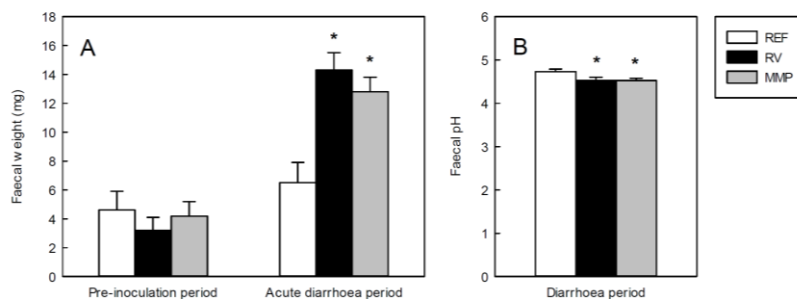 A
Faecal weight (mg)
18
16
14
12
10
8
6
4
2
0
*
*
Pre-inoculation period
Acute diarrhoea period
B
Faecal pH
6
5
4
3
2
1
0
*
*
Diarrhoea period
REF
RV
MMP